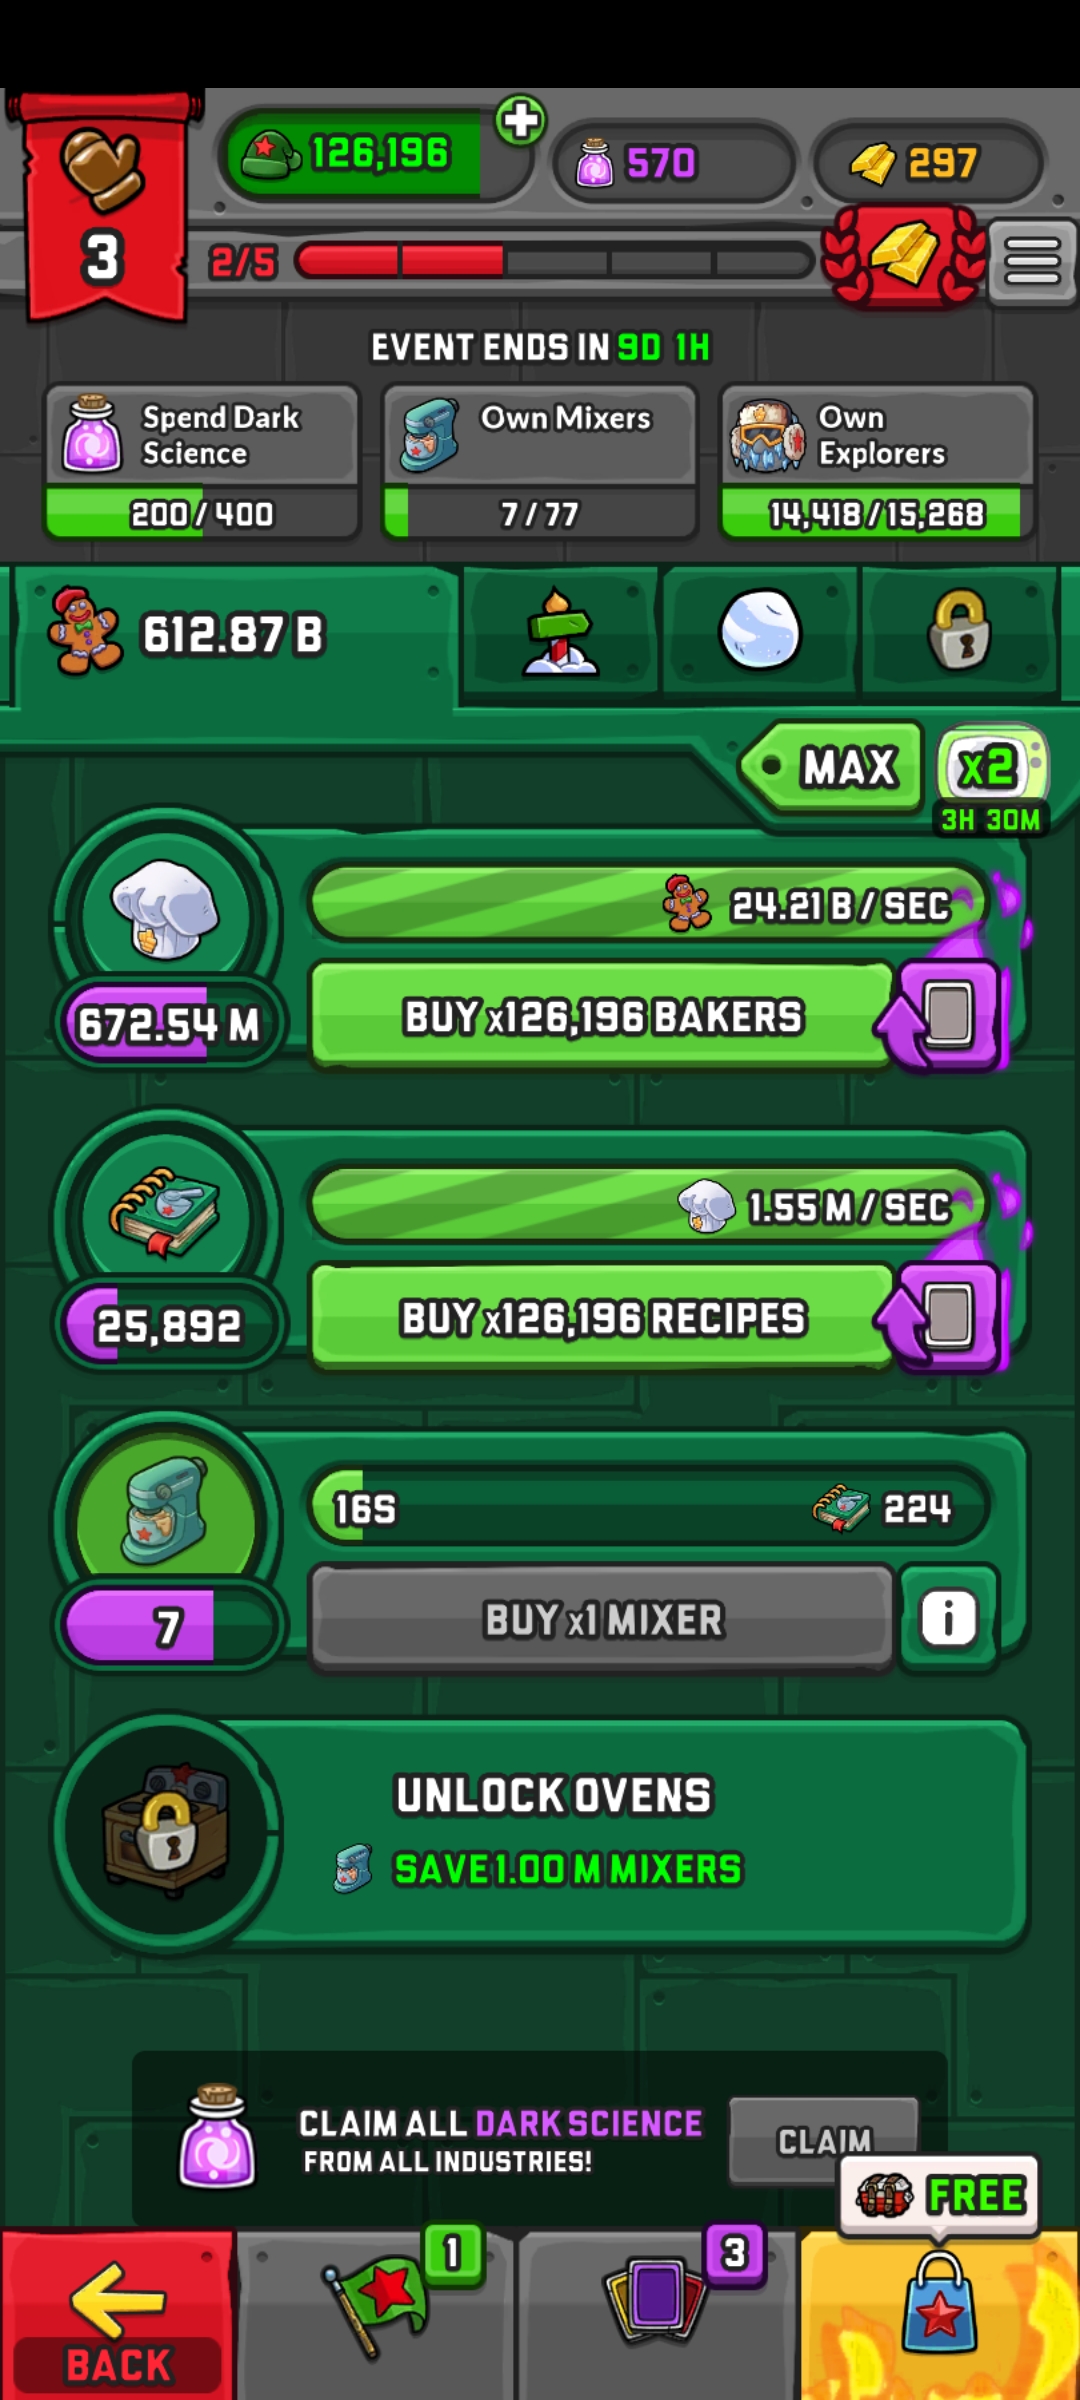 126,196
570
297
3
2/5
EVENT ENDS IN 9D 1H
Spend Dark Science
200/400
Own Mixers
7/77
Own Explorers
14,418/15,268
612.87 B
MAX
x2
3H 30M
24.21 B / SEC
672.54 M
BUY x126,196 BAKERS
1.55 M / SEC
25,892
BUY x126,196 RECIPES
16S
224
7
BUY x1 MIXER
i
UNLOCK OVENS
SAVE 1.00 M MIXERS
CLAIM ALL DARK SCIENCE
FROM ALL INDUSTRIES!
CLAIM
FREE
1
3
BACK